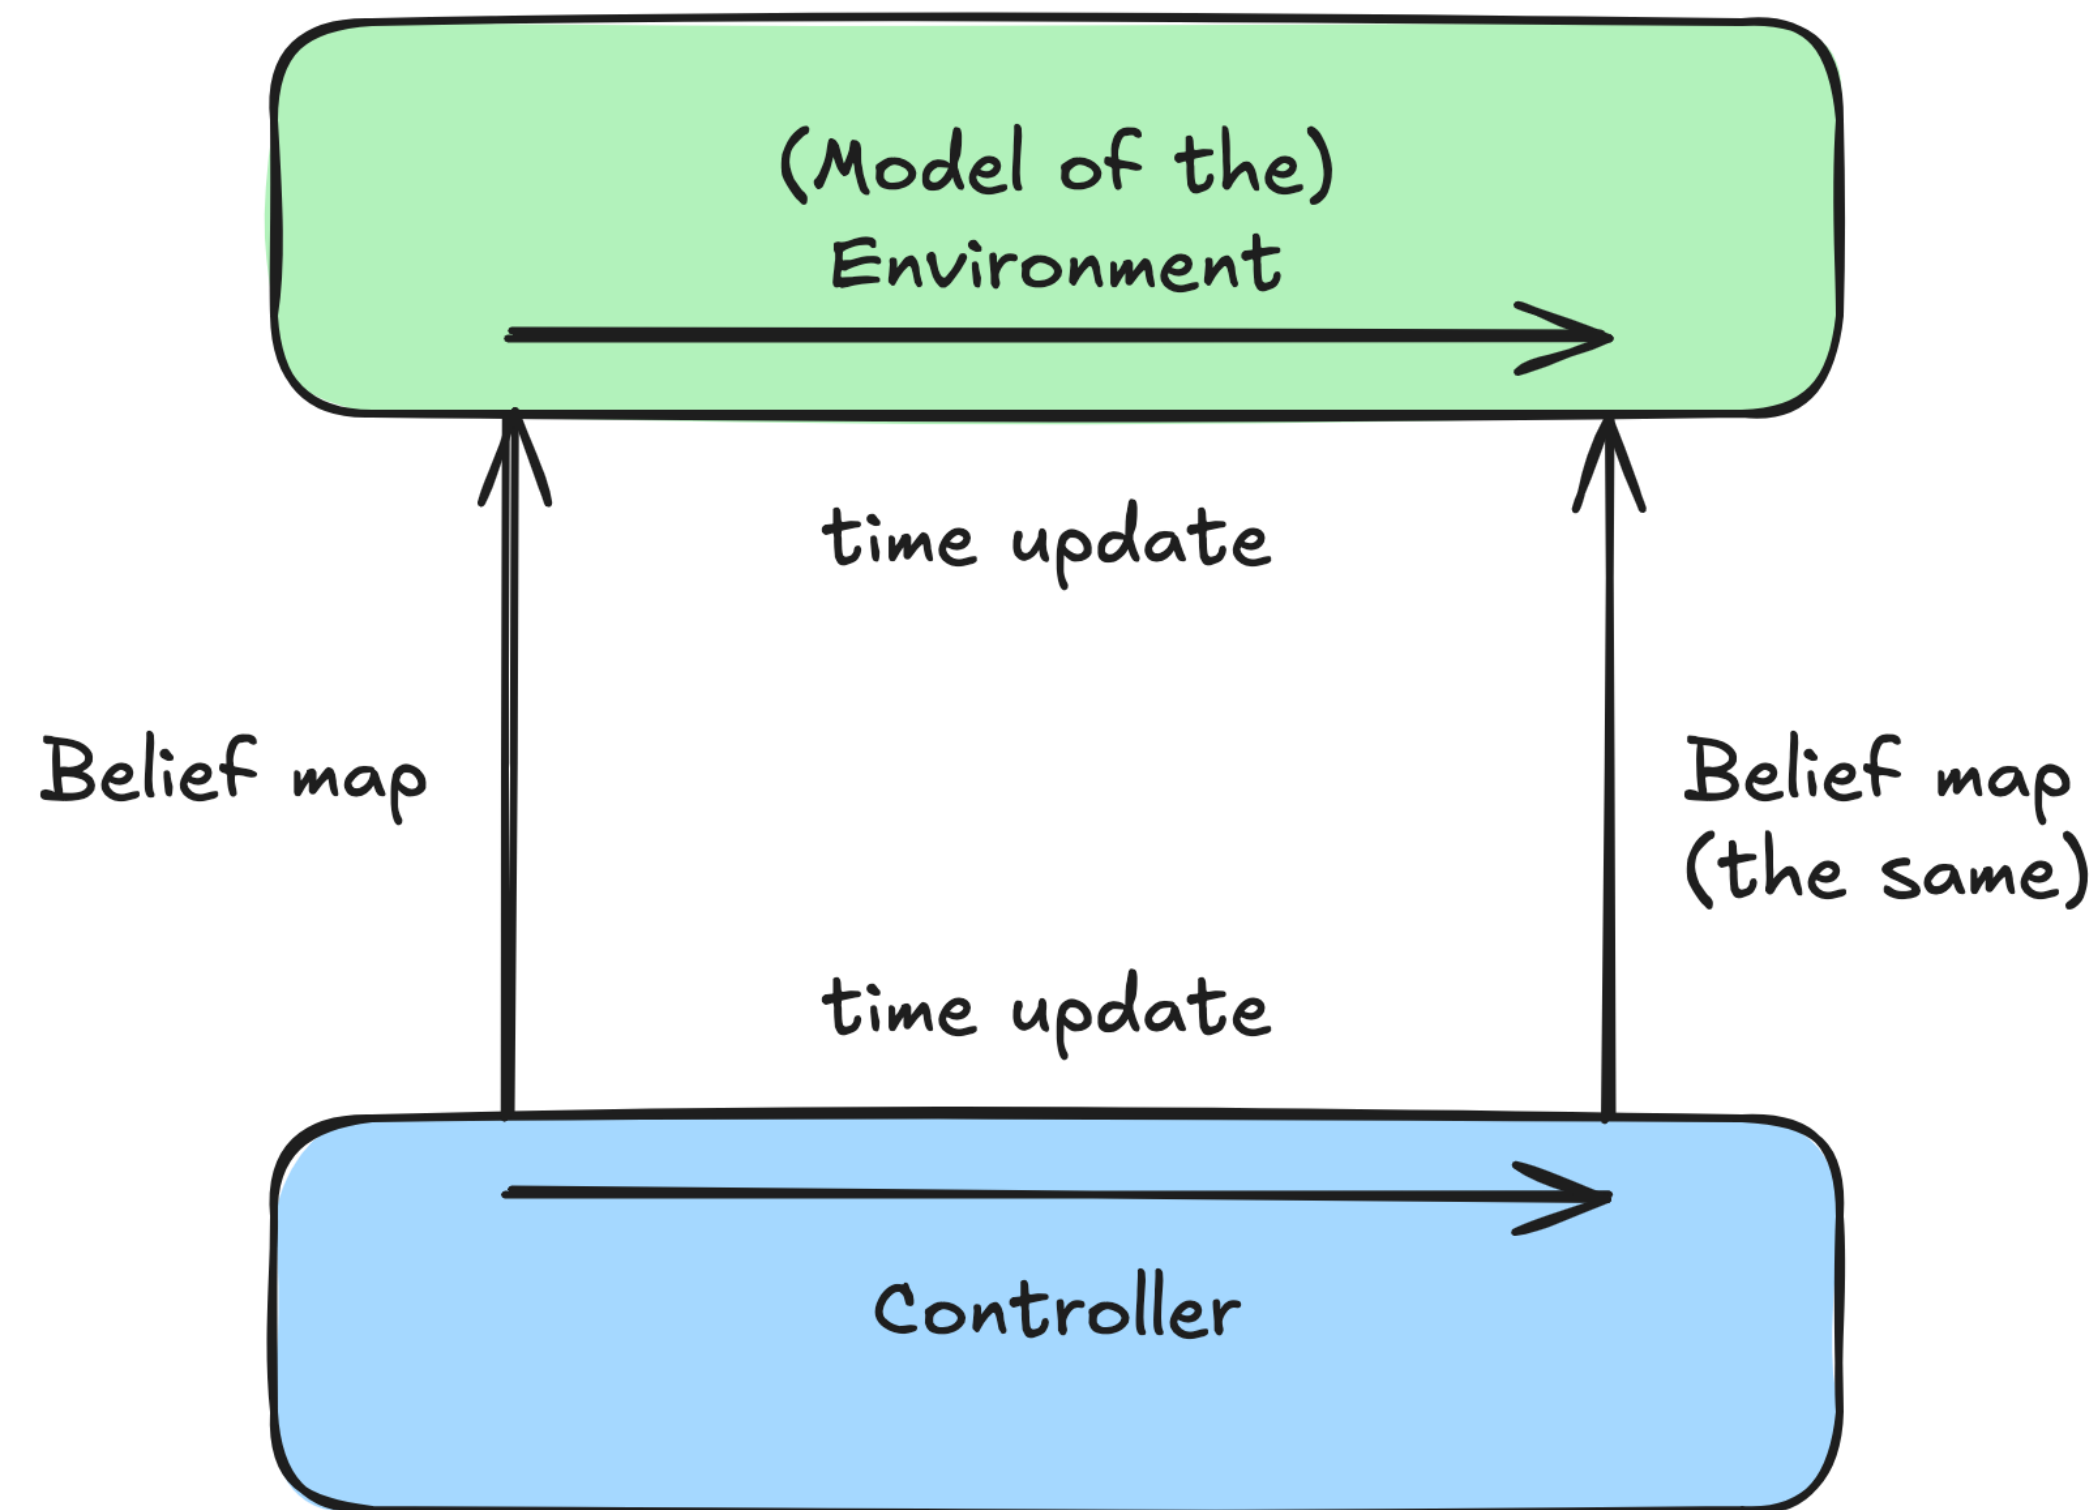 (Model of the)
Environment
time update
Belief map
Belief map
(the same)
time update
Controller